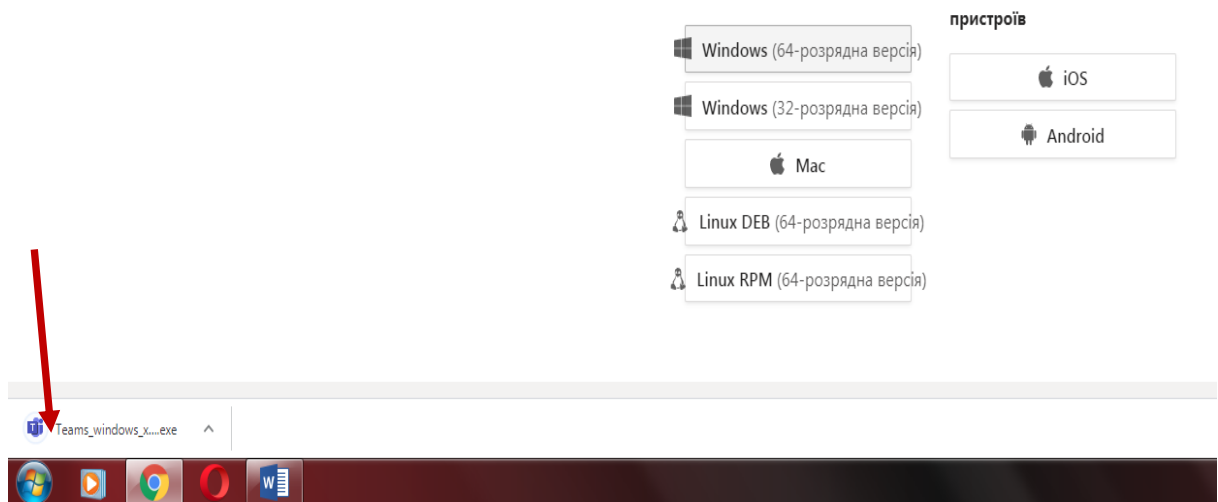 пристроїв
Windows (64-розрядна версія)
Windows (32-розрядна версія)
Mac
Linux DEB (64-розрядна версія)
Linux RPM (64-розрядна версія)
iOS
Android
Teams_windows_x....exe